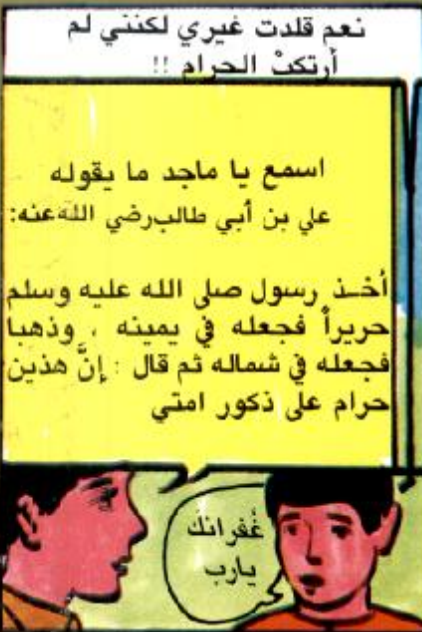 نعم قلدت غيري لكنني لم
أرتكبْ الحرام !!
اسمع يا ماجد ما يقوله
علي بن أبي طالب رضي الله عنه:
أخـذ رسول صلى الله عليه وسلم
حريراً فجعله في يمينه ، وذهبا
فجعله في شماله ثم قال : إنَّ هذين
حرام على ذكور امتي
غُفرانك
يارب